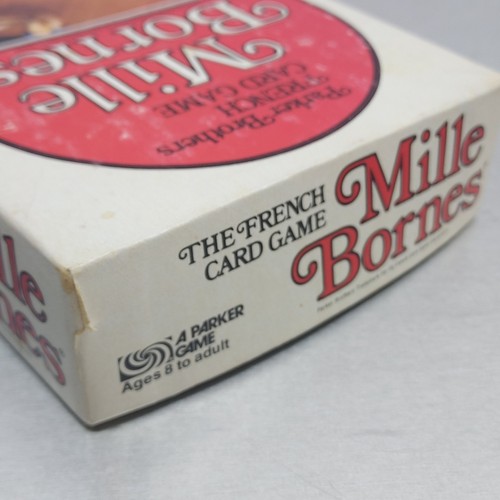 Parker Brothers
FRENCH
CARD GAME
Mille
Bornes
THE FRENCH
CARD GAME
Mille
Bornes
A PARKER
GAME
Ages 8 to adult